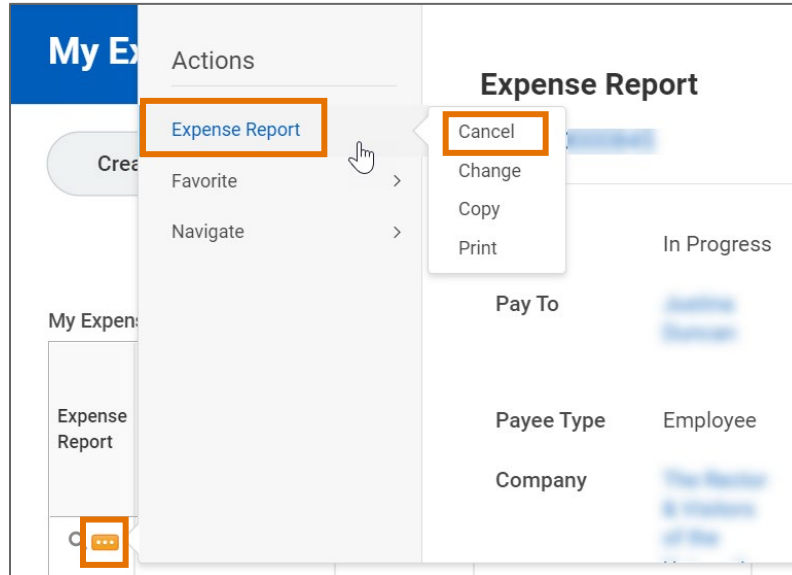 My Ex
Actions
Expense Report
Expense Report
Cancel
Crea
Change
Favorite
Copy
Navigate
Print
In Progress
Pay To
My Expens
Expense
Report
Payee Type
Employee
Company